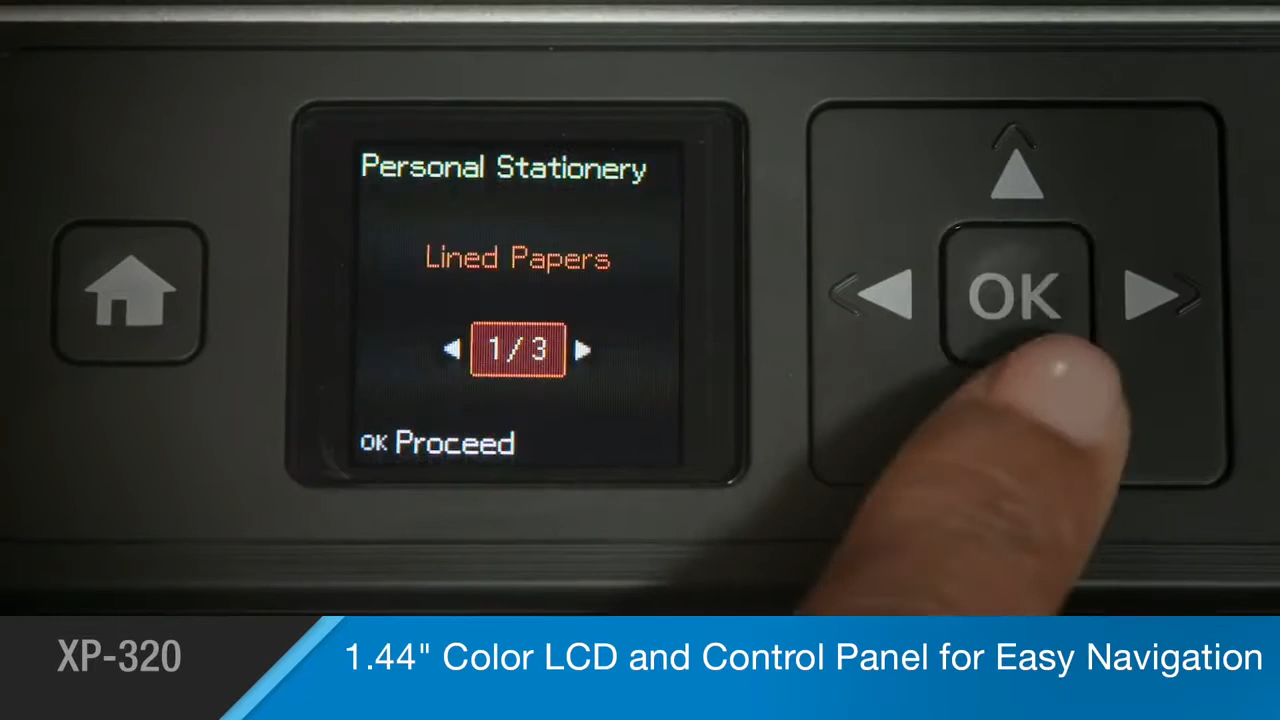 Personal Stationery
Lined Papers
1/3
OK Proceed
OK
XP-320
1.44" Color LCD and Control Panel for Easy Navigation